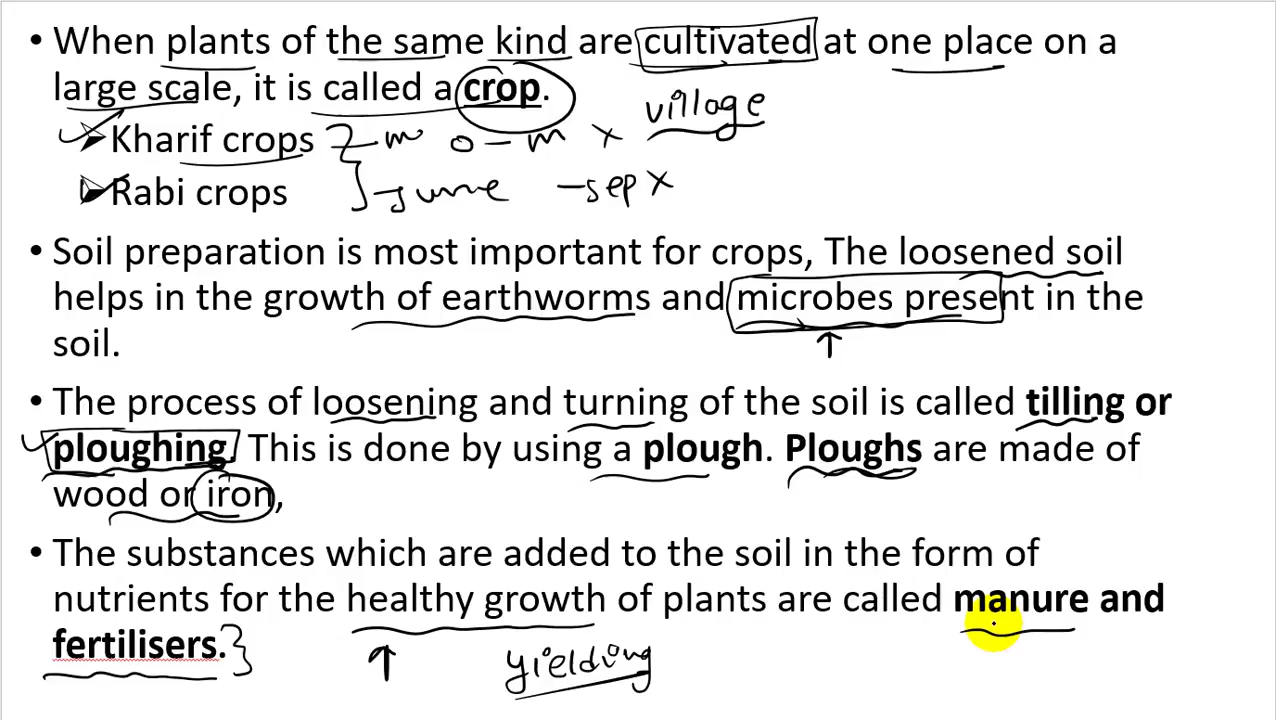 • When plants of the same kind are cultivated at one place on a
large scale, it is called a crop.
village
Kharif crops
o - m x
Rabi crops
- June - sep x
• Soil preparation is most important for crops, The loosened soil
helps in the growth of earthworms and microbes present in the
soil.
• The process of loosening and turning of the soil is called tilling or
ploughing. This is done by using a plough. Ploughs are made of
wood or iron,
• The substances which are added to the soil in the form of
nutrients for the healthy growth of plants are called manure and
fertilisers.
yielding